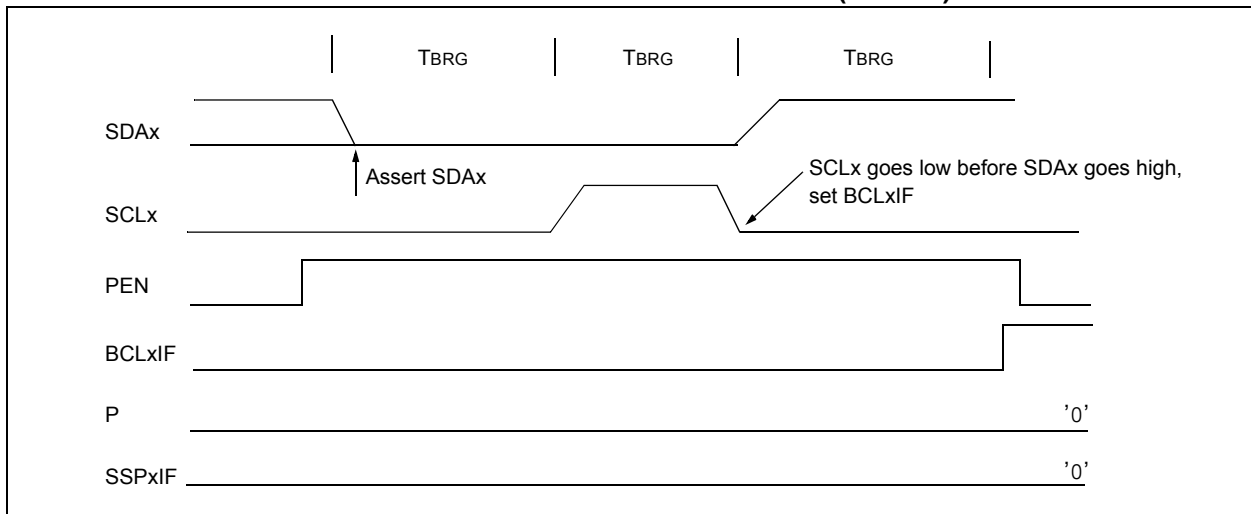 TBRG TBRG TBRG
SDAx
Assert SDAx
SCLx goes low before SDAx goes high,
set BCLxIF
SCLx
PEN
BCLxIF
P '0'
SSPxIF '0'